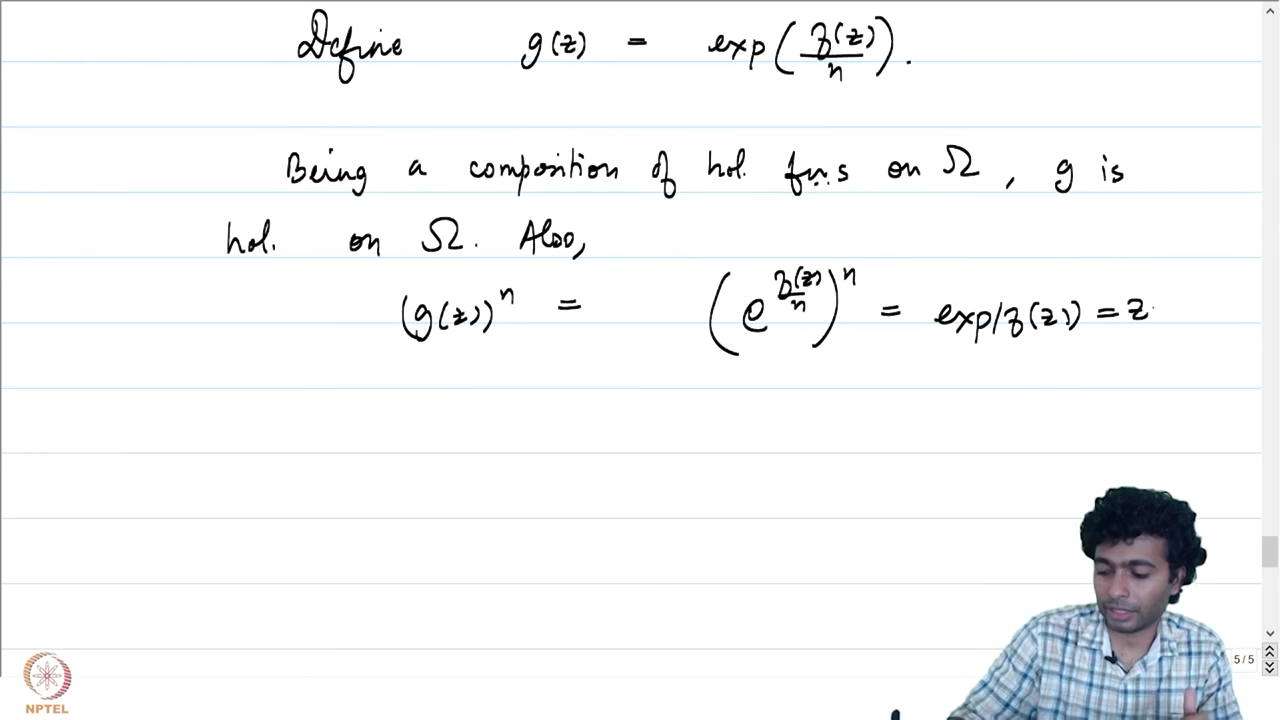 Define g(z) = exp(f(z)/n).
Being a composition of hol. fn.s on Ω, g is
hol. on Ω. Also,
(g(z))ⁿ = (e^{f(z)/n})ⁿ = exp(f(z)) = z
5 / 5
NPTEL